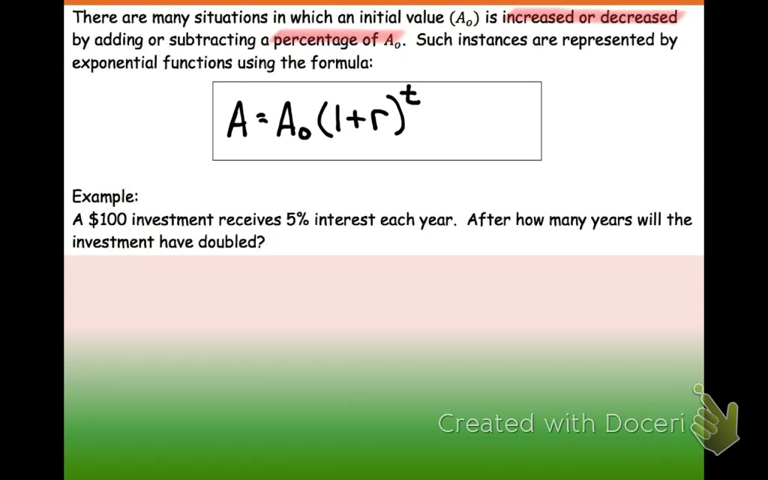 There are many situations in which an initial value (A₀) is increased or decreased
by adding or subtracting a percentage of A₀. Such instances are represented by
exponential functions using the formula:
A = A₀ (1+r)ᵗ
Example:
A $100 investment receives 5% interest each year. After how many years will the
investment have doubled?
Created with Doceri